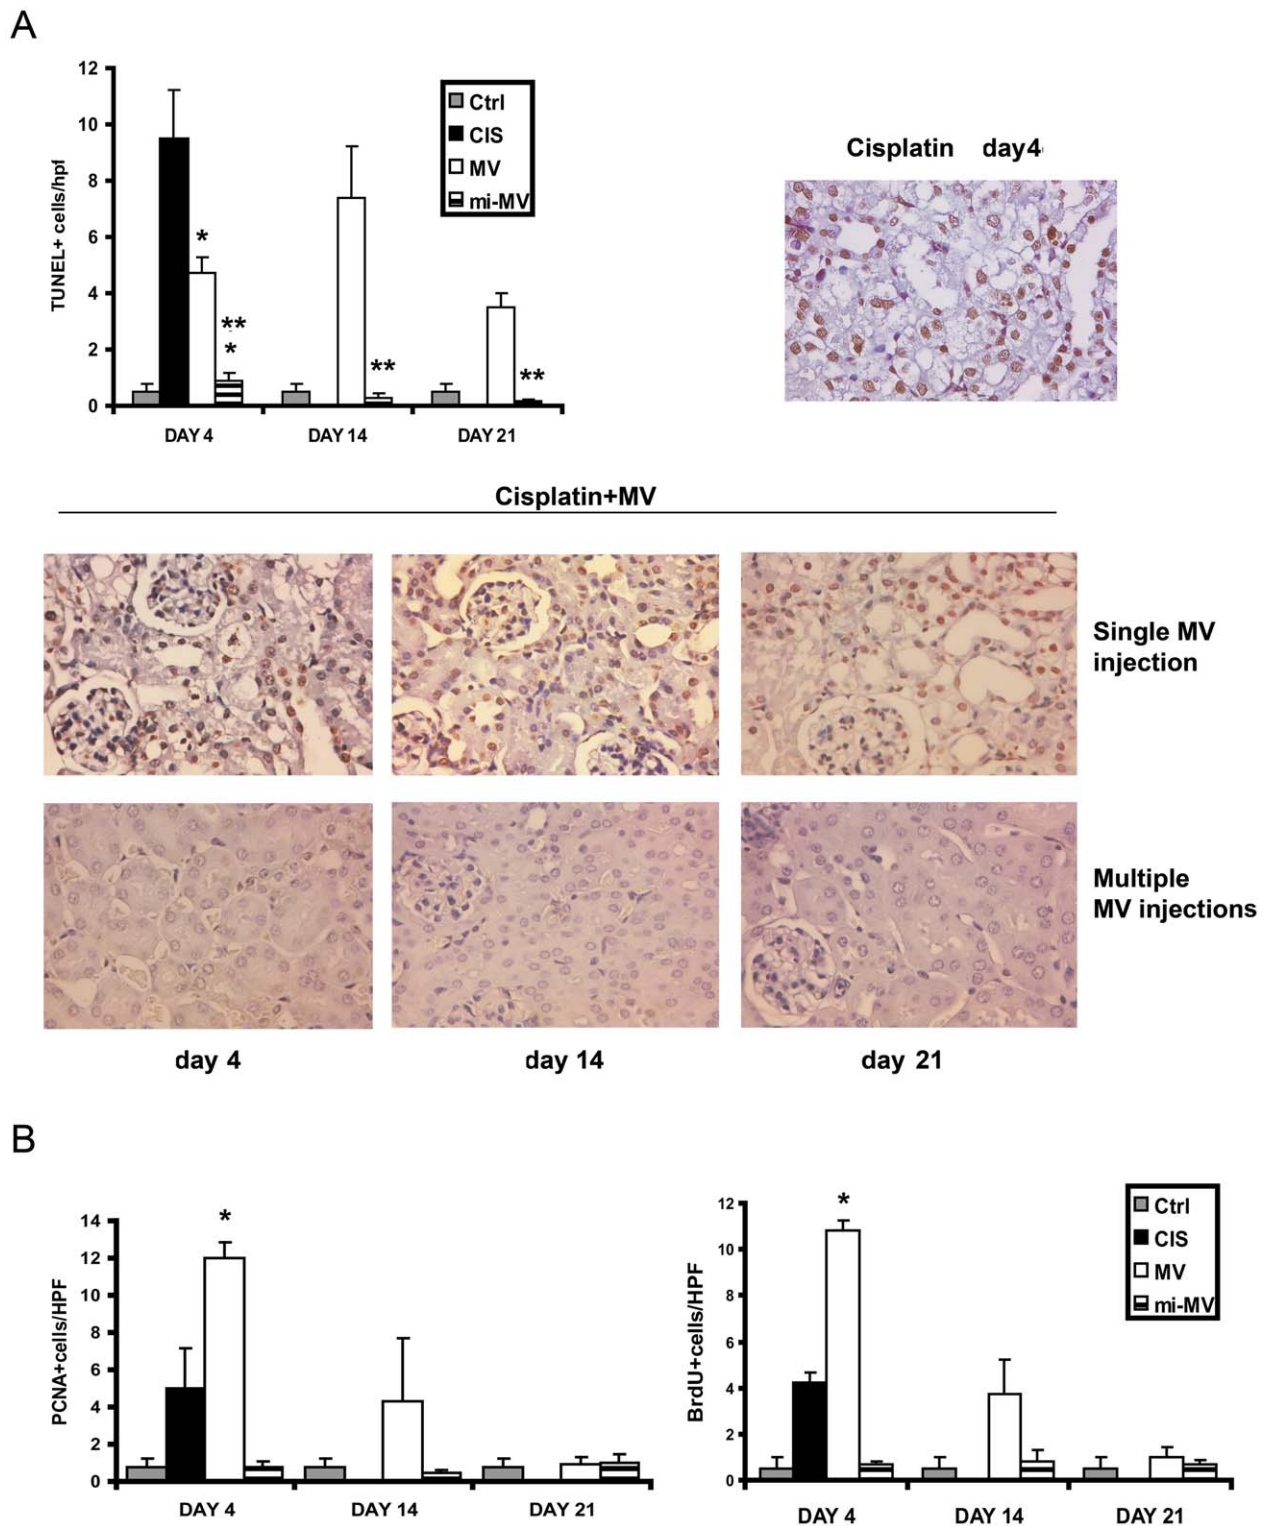 A
12
10
8
6
4
2
0
TUNEL+ cells/hpf
*
**
*
**
**
DAY 4 DAY 14 DAY 21
Ctrl
CIS
MV
mi-MV
Cisplatin day4
Cisplatin+MV
Single MV
injection
Multiple
MV injections
day 4 day 14 day 21
B
14
12
10
8
6
4
2
0
PCNA+cells/HPF
*
DAY 4 DAY 14 DAY 21
12
10
8
6
4
2
0
BrdU+cells/HPF
*
DAY 4 DAY 14 DAY 21
Ctrl
CIS
MV
mi-MV